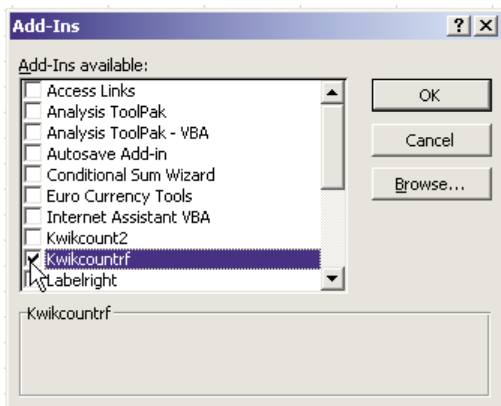 Add-Ins
Add-Ins available:
Access Links
Analysis ToolPak
Analysis ToolPak - VBA
Autosave Add-in
Conditional Sum Wizard
Euro Currency Tools
Internet Assistant VBA
Kwikcount2
Kwikcountrf
Labelright
OK
Cancel
Browse...
Kwikcountrf